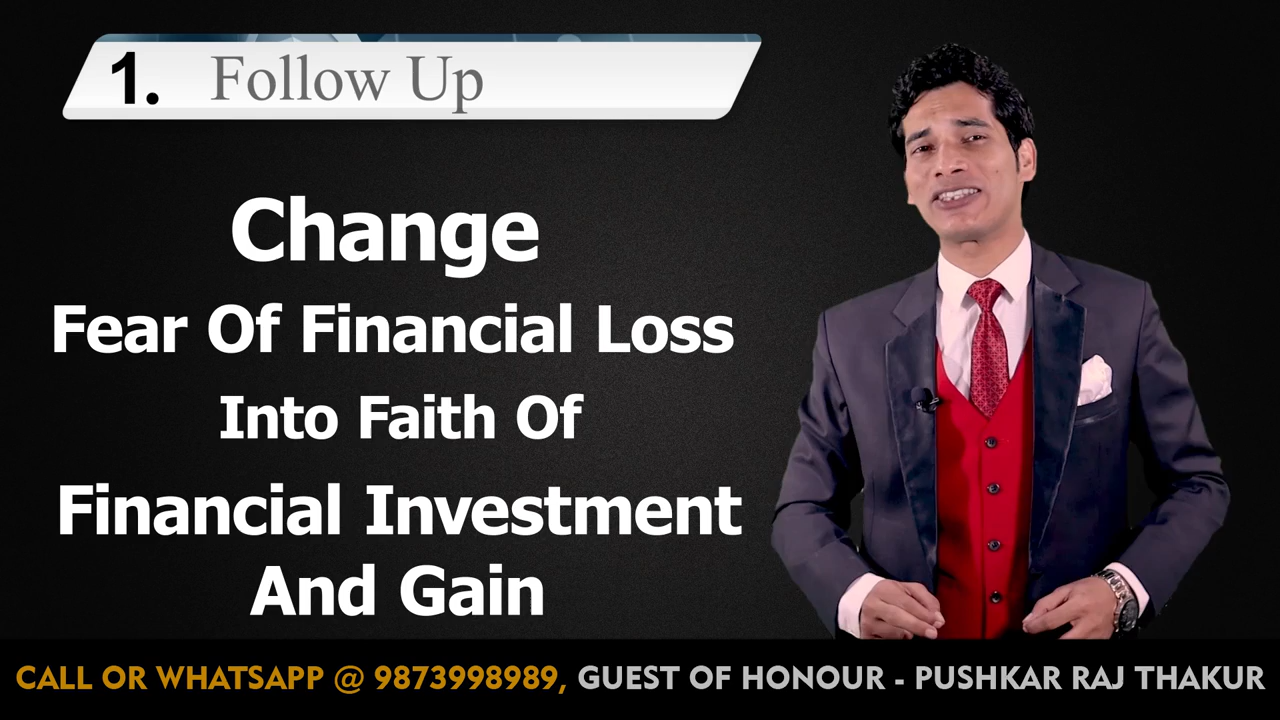 1. Follow Up
Change
Fear Of Financial Loss
Into Faith Of
Financial Investment
And Gain
CALL OR WHATSAPP @ 9873998989, GUEST OF HONOUR - PUSHKAR RAJ THAKUR